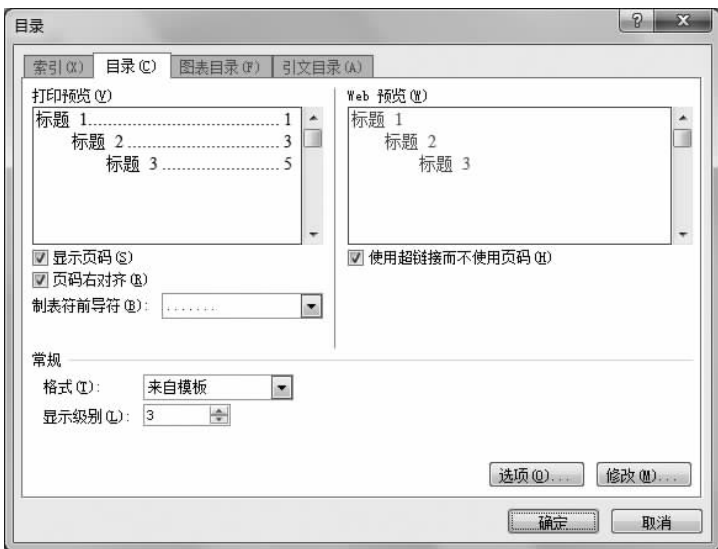 目录
索引(X) 目录(C) 图表目录(F) 引文目录(A)
打印预览(V)
标题 1........................................ 1
标题 2................................ 3
标题 3........................ 5
显示页码(S)
页码右对齐(R)
制表符前导符(B): .......
Web 预览(W)
标题 1
标题 2
标题 3
使用超链接而不使用页码(H)
常规
格式(T): 来自模板
显示级别(L): 3
选项(O)... 修改(M)...
确定 取消